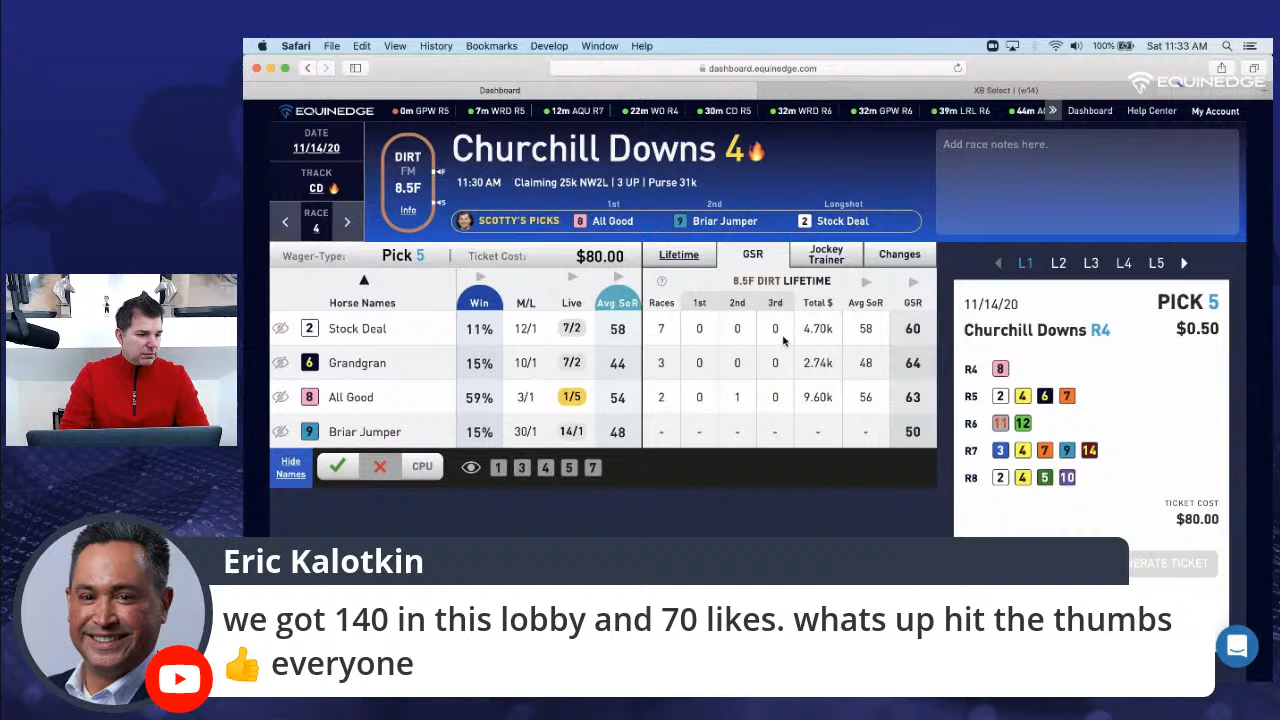 Safari File Edit View History Bookmarks Develop Window Help 100% Sat 11:33 AM
dashboard.equinedge.com
Dashboard XB Select i (w14) EQUINEDGE
EQUINEDGE 0m GPW R5 7m WRD R5 12m AQU R7 22m WO R4 30m CD R5 32m WRD R6 32m GPW R6 39m LRL R6 44m » Dashboard Help Center My Account
DATE
11/14/20
TRACK
CD
RACE
4
DIRT
FM
8.5F
Info
F
S
Churchill Downs 4
11:30 AM Claiming 25k NW2L | 3 UP | Purse 31k
1st 2nd Longshot
SCOTTY'S PICKS 8 All Good 9 Briar Jumper 2 Stock Deal
Add race notes here.
Wager-Type: Pick 5 Ticket Cost: $80.00
Lifetime GSR Jockey Trainer Changes
8.5F DIRT LIFETIME
Horse Names Win M/L Live Avg SoR Races 1st 2nd 3rd Total $ Avg SoR GSR
2 Stock Deal 11% 12/1 7/2 58 7 0 0 0 4.70k 58 60
6 Grandgran 15% 10/1 7/2 44 3 0 0 0 2.74k 48 64
8 All Good 59% 3/1 1/5 54 2 0 1 0 9.60k 56 63
9 Briar Jumper 15% 30/1 14/1 48 - - - - - - 50
Hide Names CPU 1 3 4 5 7
L1 L2 L3 L4 L5
11/14/20 PICK 5
Churchill Downs R4 $0.50
R4 8
R5 2 4 6 7
R6 11 12
R7 3 4 7 9 14
R8 2 4 5 10
TICKET COST
$80.00
TICKET
Eric Kalotkin
we got 140 in this lobby and 70 likes. whats up hit the thumbs
👍 everyone